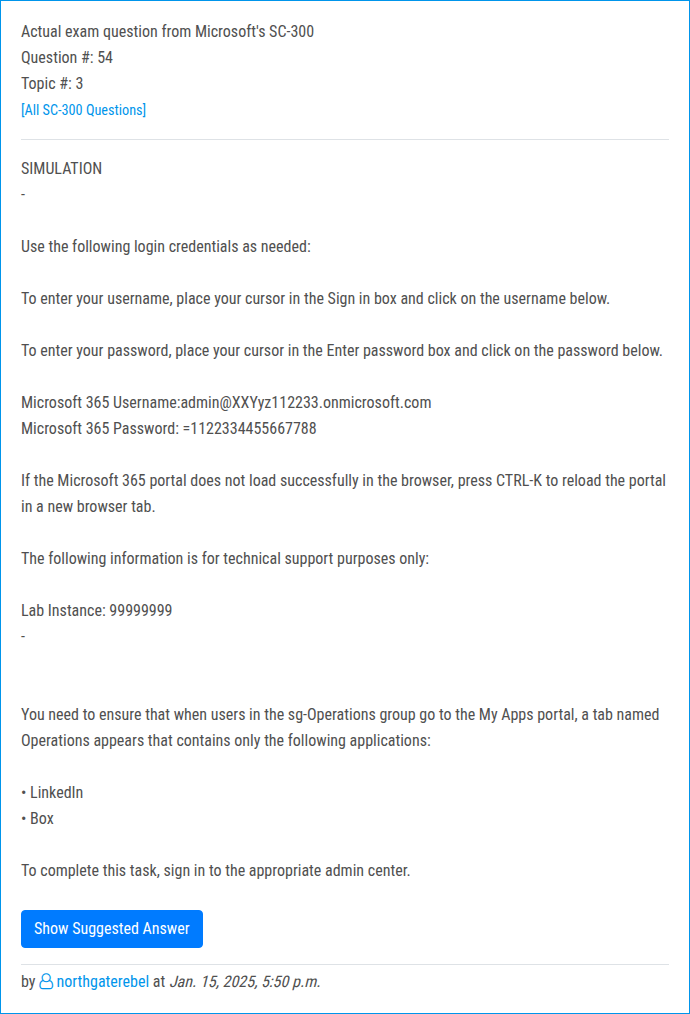 Actual exam question from Microsoft's SC-300
Question #: 54
Topic #: 3
[All SC-300 Questions]
SIMULATION
-
Use the following login credentials as needed:
To enter your username, place your cursor in the Sign in box and click on the username below.
To enter your password, place your cursor in the Enter password box and click on the password below.
Microsoft 365 Username:admin@XXYyz112233.onmicrosoft.com
Microsoft 365 Password: =1122334455667788
If the Microsoft 365 portal does not load successfully in the browser, press CTRL-K to reload the portal
in a new browser tab.
The following information is for technical support purposes only:
Lab Instance: 99999999
-
You need to ensure that when users in the sg-Operations group go to the My Apps portal, a tab named
Operations appears that contains only the following applications:
• LinkedIn
• Box
To complete this task, sign in to the appropriate admin center.
Show Suggested Answer
by northgaterebel at Jan. 15, 2025, 5:50 p.m.